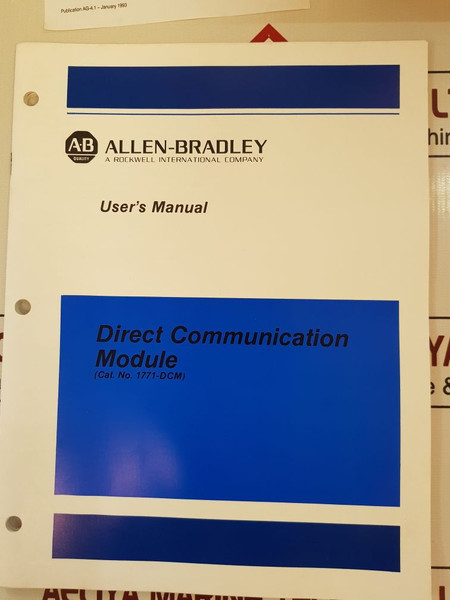 Publication AG-4.1 – January 1993
A-B
QUALITY
ALLEN-BRADLEY
A ROCKWELL INTERNATIONAL COMPANY
User's Manual
Direct Communication
Module
(Cat. No. 1771-DCM)